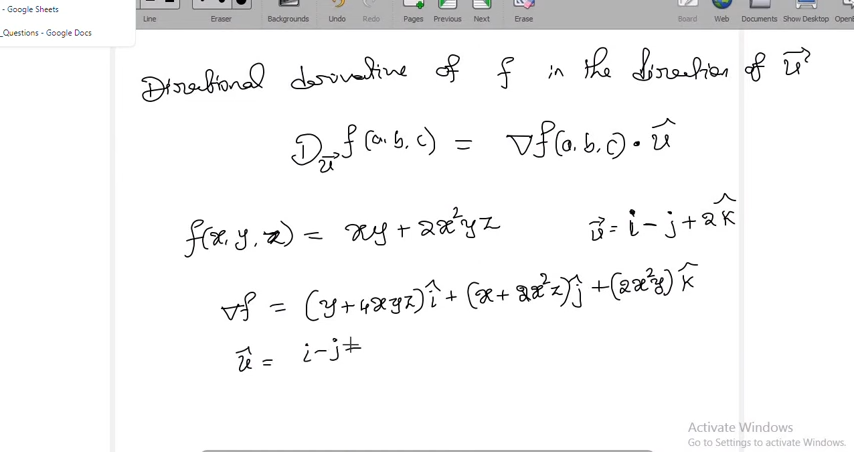 - Google Sheets
_Questions - Google Docs
Line Eraser Backgrounds Undo Redo Pages Previous Next Erase Board Web Documents Show Desktop
Directional derivative of f in the direction of u⃗
D_u⃗ f(a, b, c) = ∇f(a, b, c) • û
f(x, y, z) = xy + 2x²yz u⃗ = i - j + 2k̂
∇f = (y + 4xyz) î + (x + 2x²z) ĵ + (2x²y) k̂
û = i - j +
Activate Windows
Go to Settings to activate Windows.